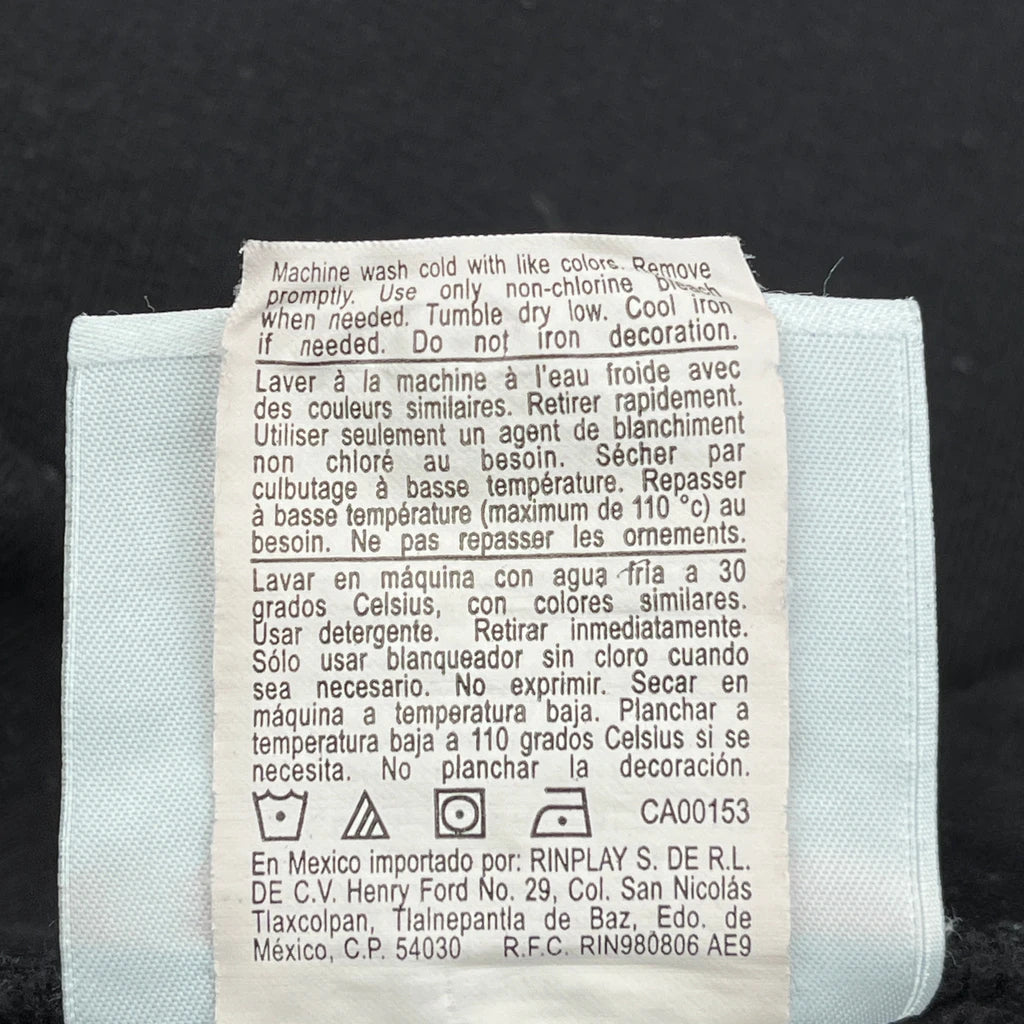 Machine wash cold with like colors. Remove
promptly. Use only non-chlorine Bleach
when needed. Tumble dry low. Cool iron
if needed. Do not iron decoration.
Laver à la machine à l'eau froide avec
des couleurs similaires. Retirer rapidement.
Utiliser seulement un agent de blanchiment
non chloré au besoin. Sécher par
culbutage à basse température. Repasser
à basse température (maximum de 110 °c) au
besoin. Ne pas repasser les ornements.
Lavar en máquina con agua fría a 30
grados Celsius, con colores similares.
Usar detergente. Retirar inmediatamente.
Sólo usar blanqueador sin cloro cuando
sea necesario. No exprimir. Secar en
máquina a temperatura baja. Planchar a
temperatura baja a 110 grados Celsius si se
necesita. No planchar la decoración.
CA00153
En Mexico importado por: RINPLAY S. DE R.L.
DE C.V. Henry Ford No. 29, Col. San Nicolás
Tlaxcolpan, Tlalnepantla de Baz, Edo. de
México, C.P. 54030 R.F.C. RIN980806 AE9